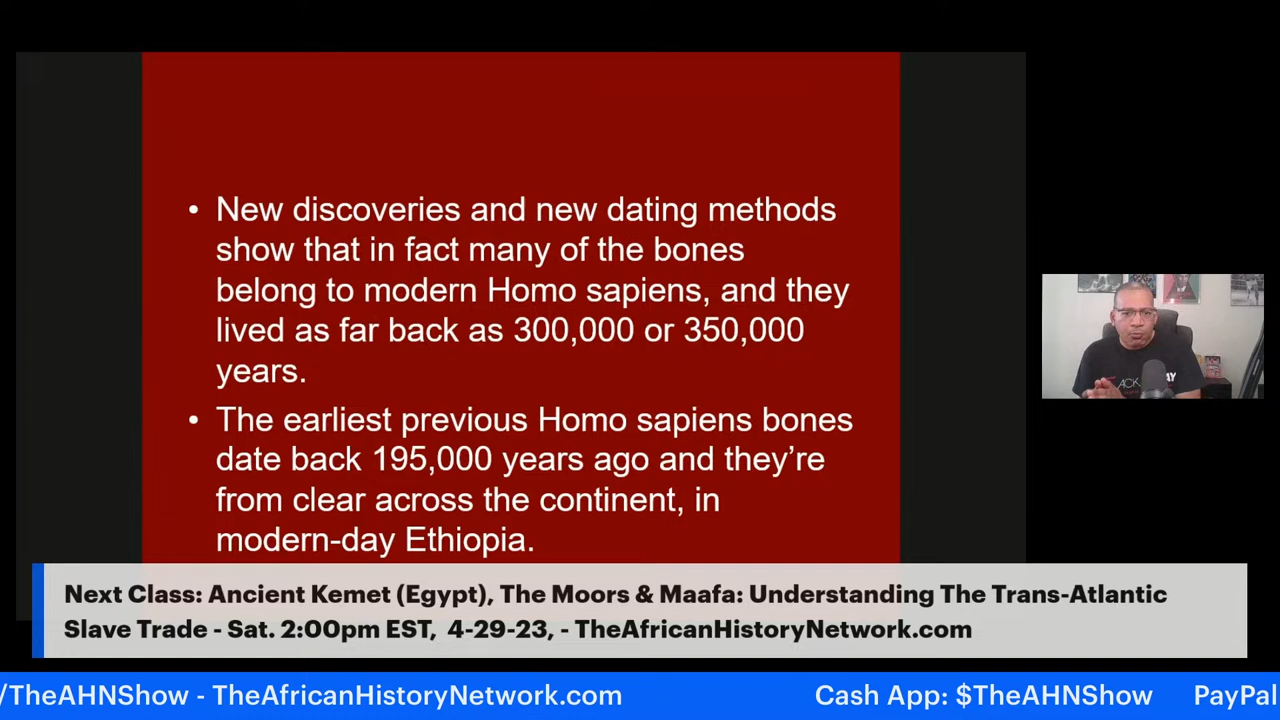 • New discoveries and new dating methods
show that in fact many of the bones
belong to modern Homo sapiens, and they
lived as far back as 300,000 or 350,000
years.
• The earliest previous Homo sapiens bones
date back 195,000 years ago and they’re
from clear across the continent, in
modern-day Ethiopia.
Next Class: Ancient Kemet (Egypt), The Moors & Maafa: Understanding The Trans-Atlantic
Slave Trade - Sat. 2:00pm EST, 4-29-23, - TheAfricanHistoryNetwork.com
/TheAHNShow - TheAfricanHistoryNetwork.com Cash App: $TheAHNShow PayPal